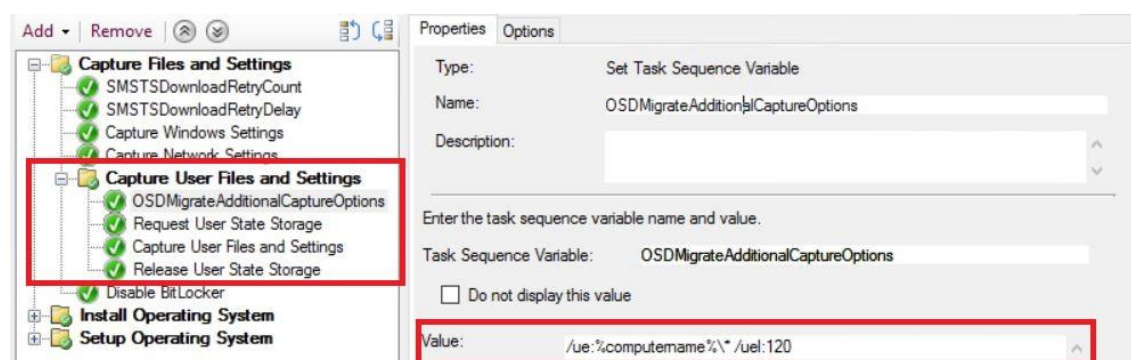 Add Remove
Capture Files and Settings
SMSTSDownloadRetryCount
SMSTSDownloadRetryDelay
Capture Windows Settings
Capture Network Settings
Capture User Files and Settings
OSDMigrateAdditionalCaptureOptions
Request User State Storage
Capture User Files and Settings
Release User State Storage
Disable BitLocker
Install Operating System
Setup Operating System
Properties Options
Type: Set Task Sequence Variable
Name: OSDMigrateAdditionalCaptureOptions
Description:
Enter the task sequence variable name and value.
Task Sequence Variable: OSDMigrateAdditionalCaptureOptions
Do not display this value
Value: /ue:%computername%\* /uel:120